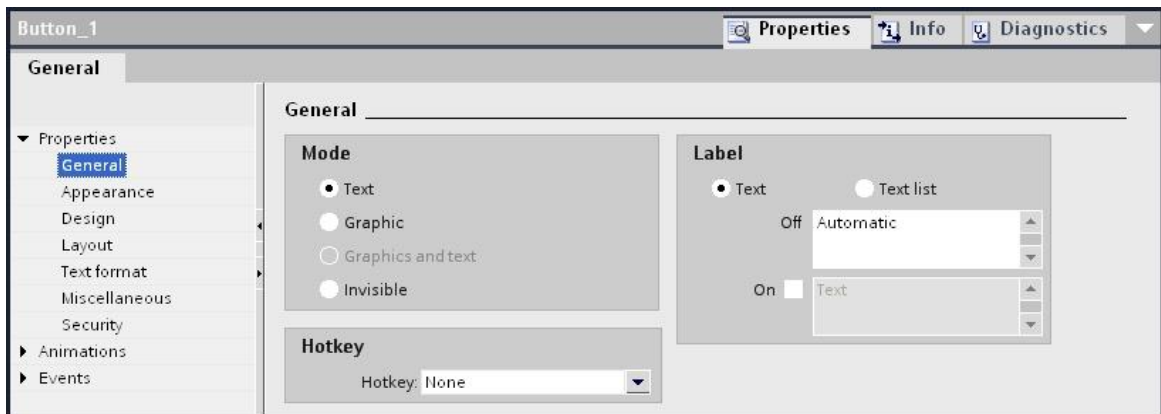 Button_1 Properties Info Diagnostics
General
General
Properties
General
Appearance
Design
Layout
Text format
Miscellaneous
Security
Animations
Events
Mode
Text
Graphic
Graphics and text
Invisible
Hotkey
Hotkey: None
Label
Text Text list
Off Automatic
On Text